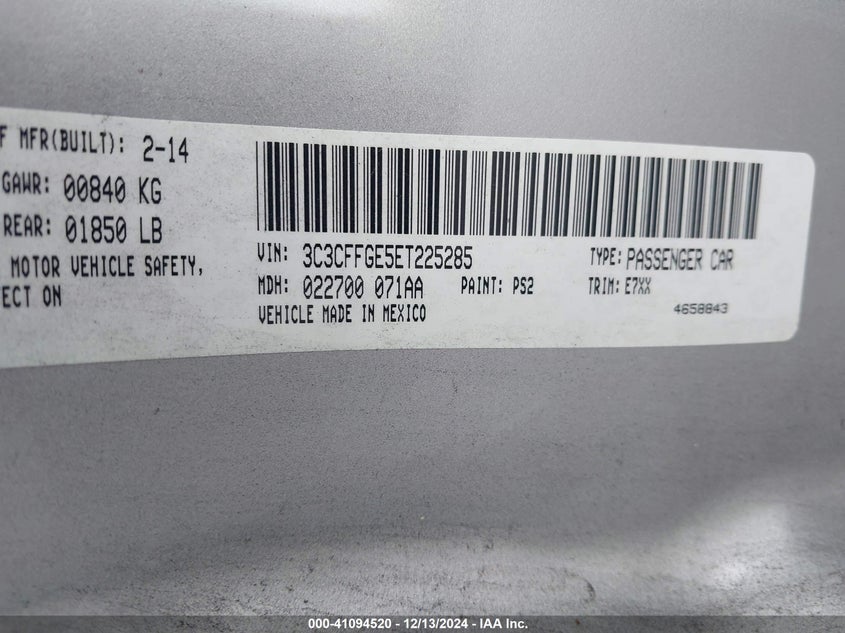 F MFR(BUILT): 2-14
GAWR: 00840 KG
REAR: 01850 LB
MOTOR VEHICLE SAFETY,
ECT ON
VIN: 3C3CFFGE5ET225285 TYPE: PASSENGER CAR
MDH: 022700 071AA PAINT: PS2 TRIM: E7XX
VEHICLE MADE IN MEXICO 4658843
000-41094520 - 12/13/2024 - IAA Inc.